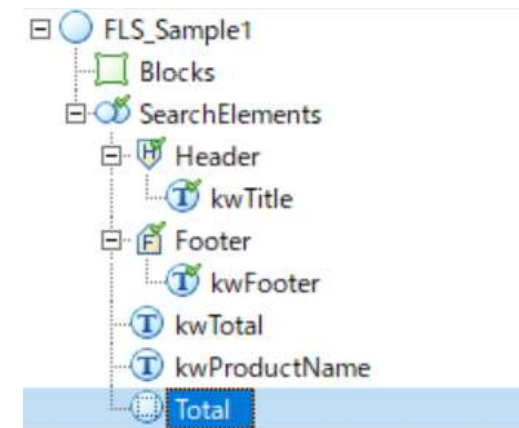 FLS_Sample1
Blocks
SearchElements
H Header
T kwTitle
F Footer
T kwFooter
T kwTotal
T kwProductName
Total